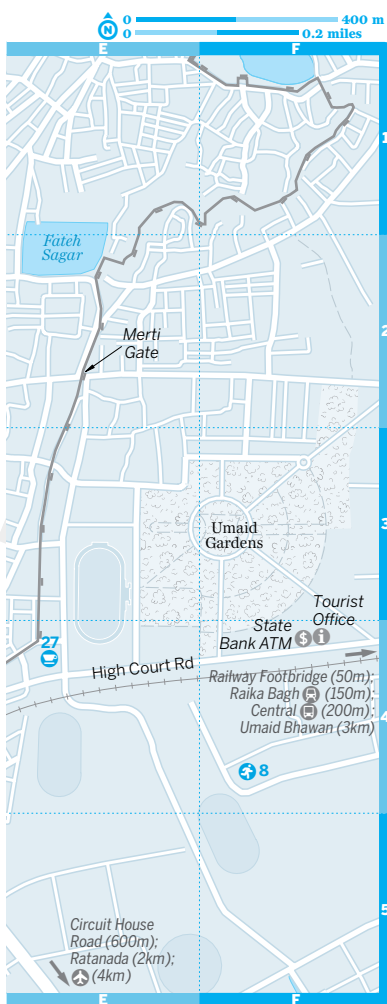 0 400 m
N 0 0.2 miles
E F
1
Fateh
Sagar
2
Merti
Gate
3
Umaid
Gardens
Tourist
Office
State
Bank ATM $ i
27
High Court Rd
Railway Footbridge (50m);
Raika Bagh (150m);
Central (200m);
Umaid Bhawan (3km)
4
8
5
Circuit House
Road (600m);
Ratanada (2km);
(4km)
E F